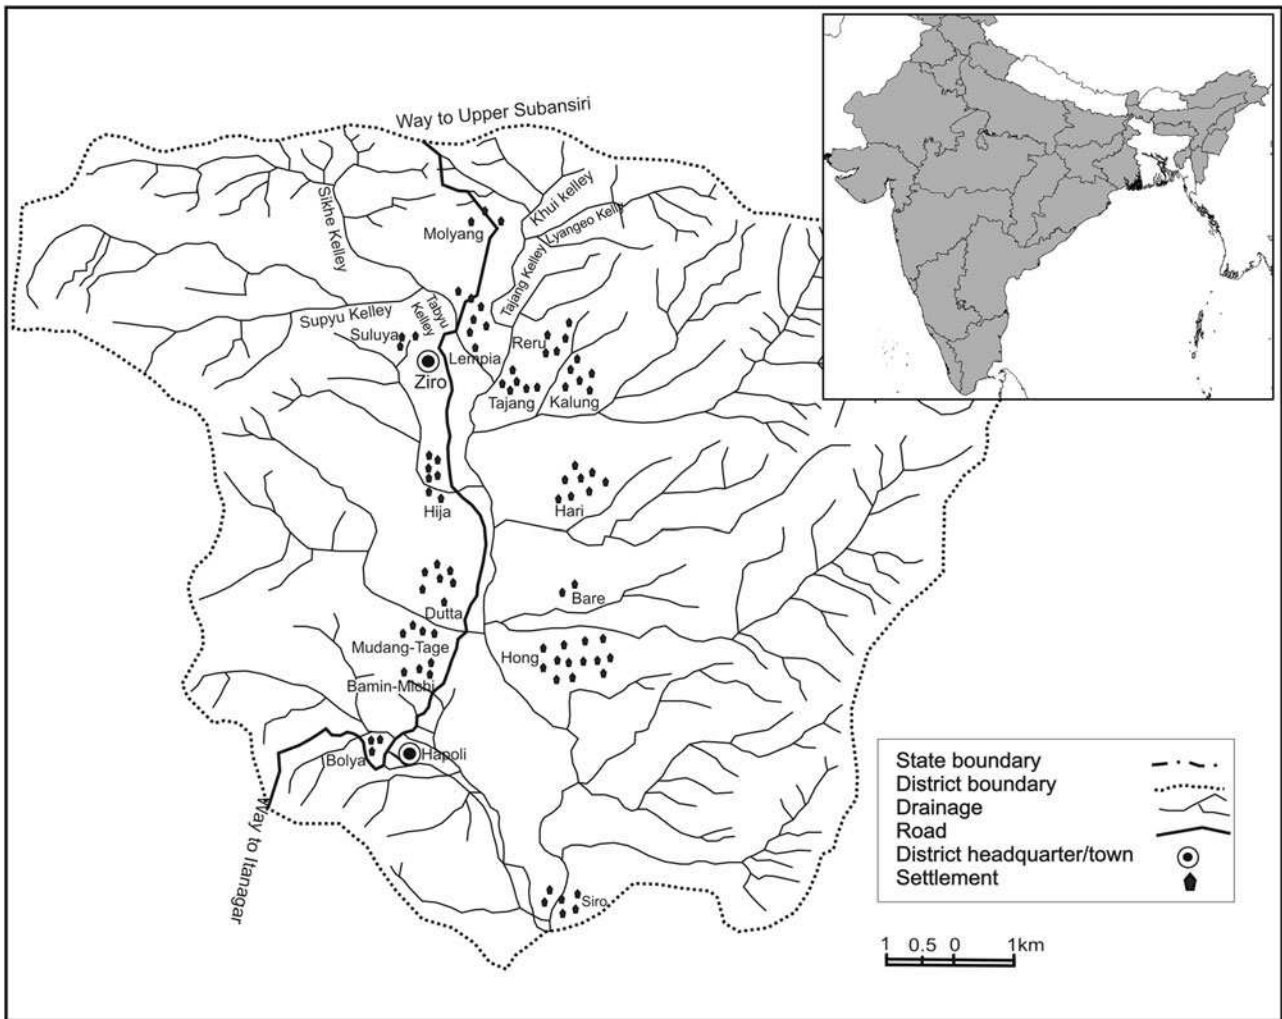 Way to Upper Subansiri
Sikhe Kelley
Khui kelley
Lyangeo Kelly
Molyang
Tajang Kelley
Supyu Kelley
Tabyu
Kelley
Suluya
Lempia
Reru
Ziro
Tajang
Kalung
Hija
Hari
Dutta
Bare
Mudang-Tage
Hong
Bamin-Michi
Bolya
Hapoli
Way to Itanagar
Siro
State boundary
District boundary
Drainage
Road
District headquarter/town
Settlement
1 0.5 0 1km